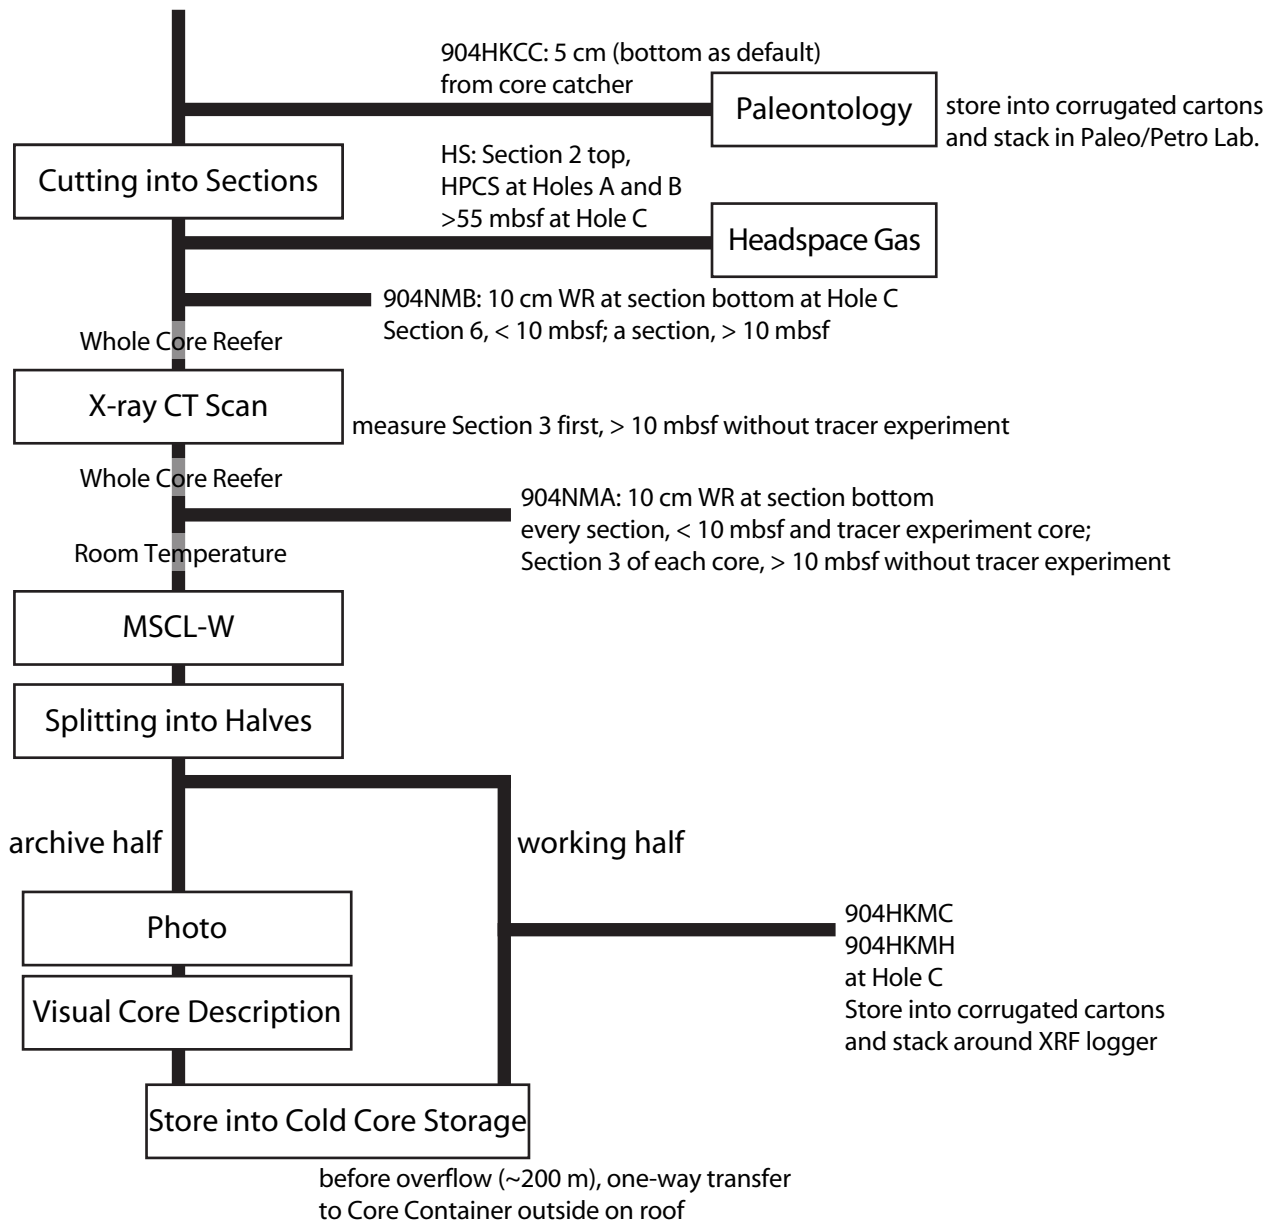 904HKCC: 5 cm (bottom as default)
from core catcher
Paleontology
store into corrugated cartons
and stack in Paleo/Petro Lab.
Cutting into Sections
HS: Section 2 top,
HPCS at Holes A and B
>55 mbsf at Hole C
Headspace Gas
904NMB: 10 cm WR at section bottom at Hole C
Section 6, < 10 mbsf; a section, > 10 mbsf
Whole Core Reefer
X-ray CT Scan
measure Section 3 first, > 10 mbsf without tracer experiment
Whole Core Reefer
904NMA: 10 cm WR at section bottom
every section, < 10 mbsf and tracer experiment core;
Section 3 of each core, > 10 mbsf without tracer experiment
Room Temperature
MSCL-W
Splitting into Halves
archive half
working half
Photo
904HKMC
904HKMH
at Hole C
Store into corrugated cartons
and stack around XRF logger
Visual Core Description
Store into Cold Core Storage
before overflow (~200 m), one-way transfer
to Core Container outside on roof